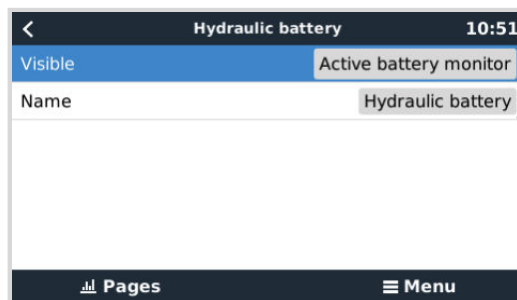 Hydraulic battery 10:51
Visible Active battery monitor
Name Hydraulic battery
Pages Menu